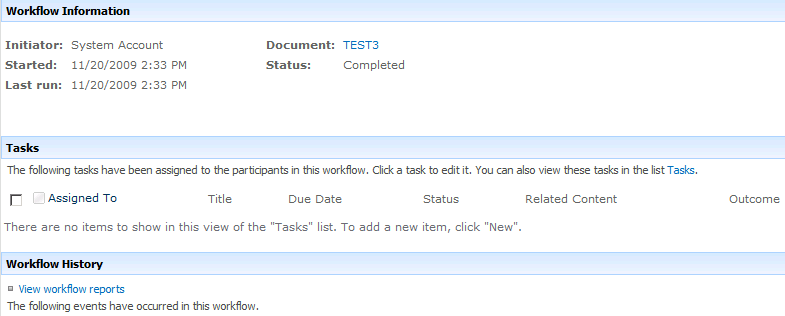 Workflow Information
Initiator: System Account Document: TEST3
Started: 11/20/2009 2:33 PM Status: Completed
Last run: 11/20/2009 2:33 PM
Tasks
The following tasks have been assigned to the participants in this workflow. Click a task to edit it. You can also view these tasks in the list Tasks.
Assigned To Title Due Date Status Related Content Outcome
There are no items to show in this view of the "Tasks" list. To add a new item, click "New".
Workflow History
View workflow reports
The following events have occurred in this workflow.